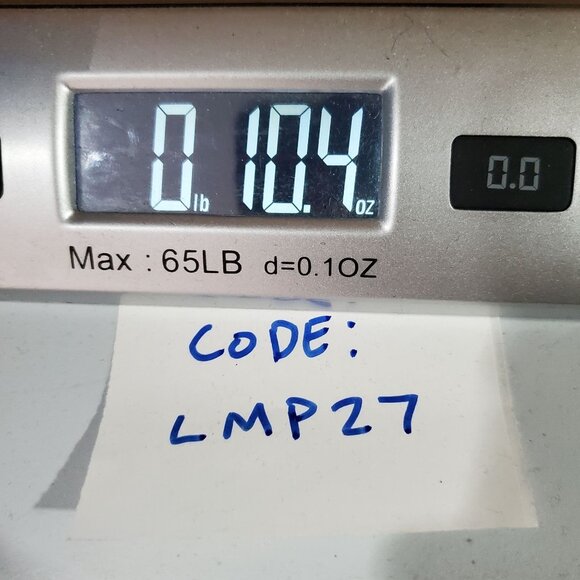 0 lb 10.4 oz
0.0
Max : 65LB d=0.1OZ
CODE:
LMP27